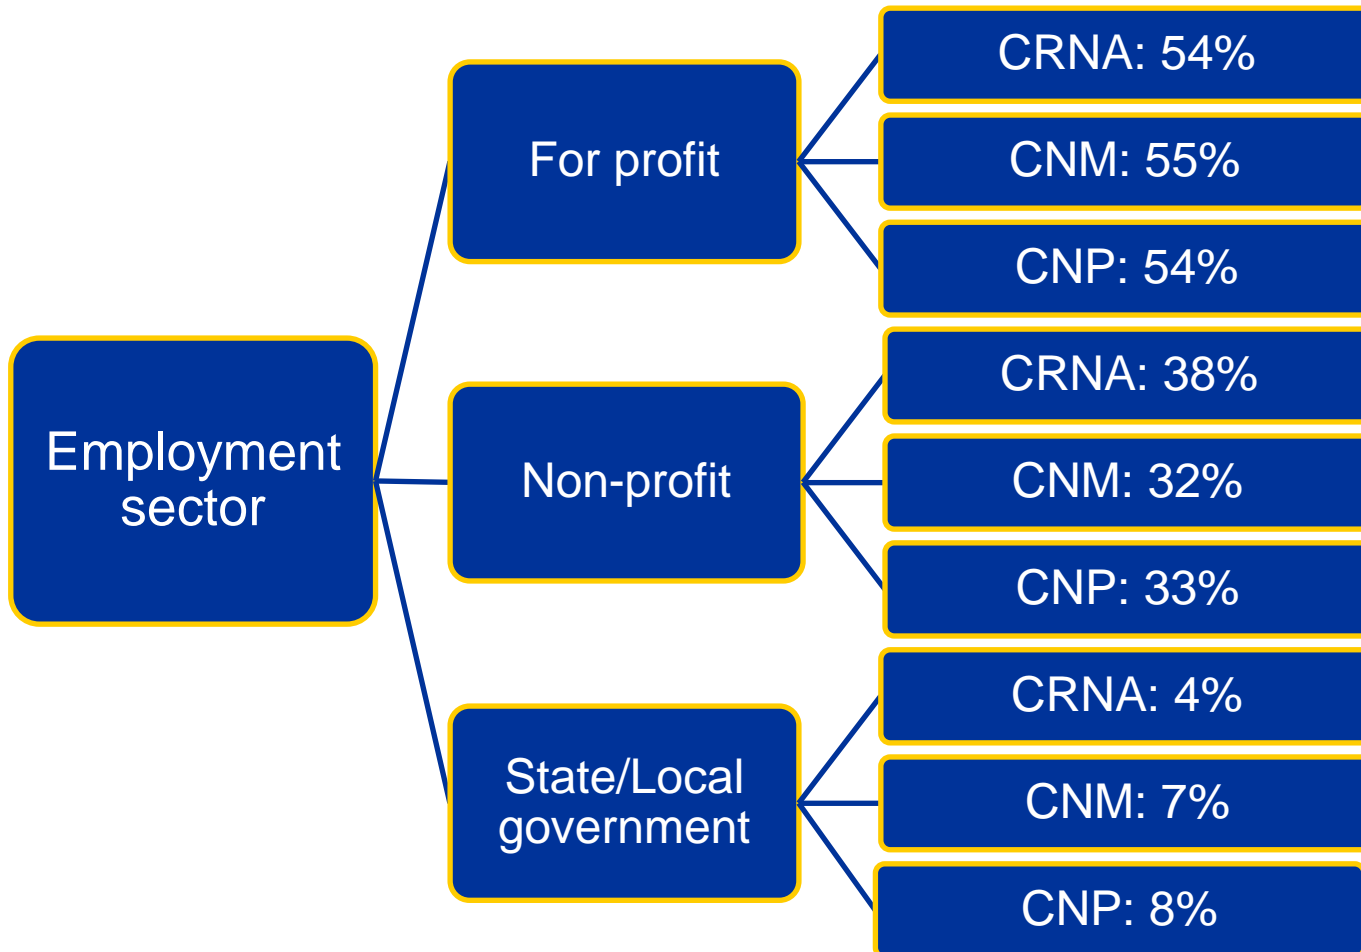 Employment
sector
For profit
CRNA: 54%
CNM: 55%
CNP: 54%
Non-profit
CRNA: 38%
CNM: 32%
CNP: 33%
State/Local
government
CRNA: 4%
CNM: 7%
CNP: 8%